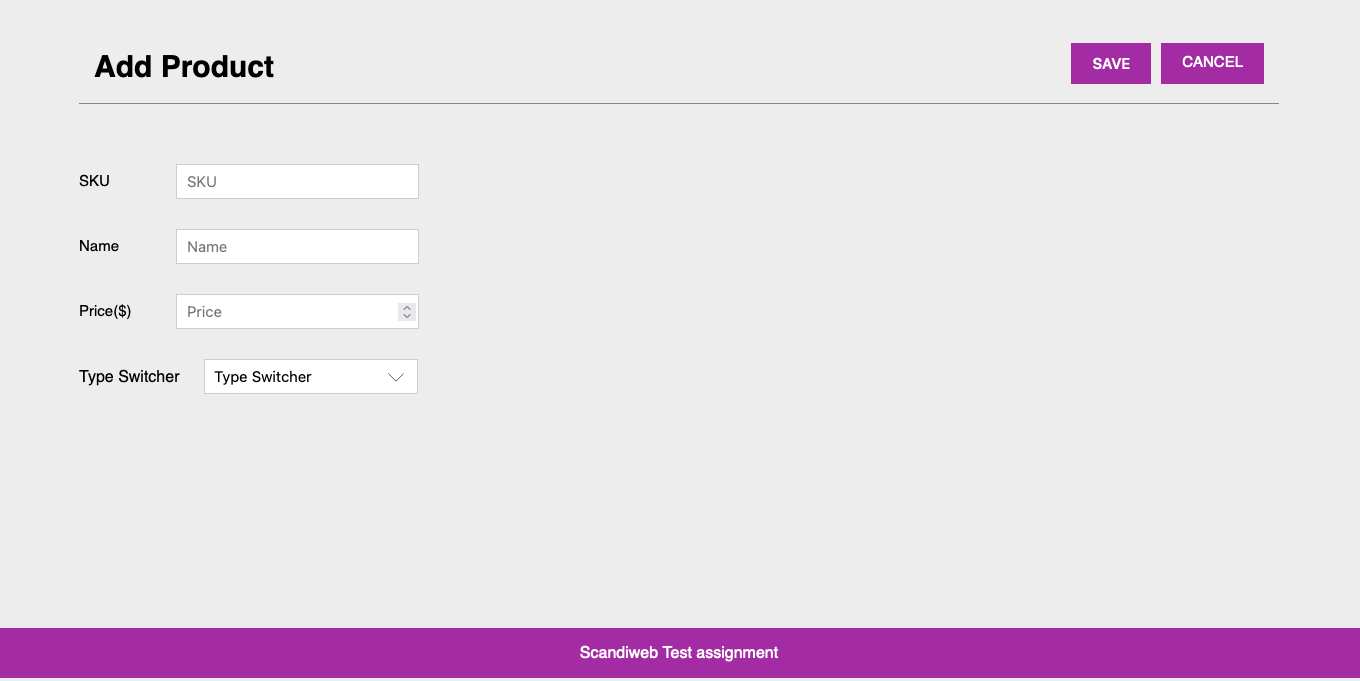 Add Product
SAVE
CANCEL
SKU
SKU
Name
Name
Price($)
Price
Type Switcher
Type Switcher
Scandiweb Test assignment